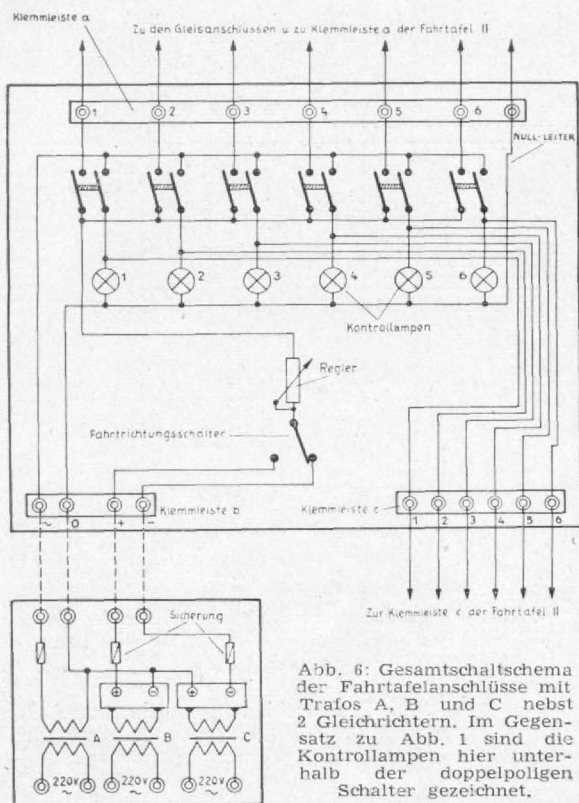 Klemmleiste a
Zu den Gleisanschlüssen u. zu Klemmleiste a der Fahrtafel II
1 2 3 4 5 6
NULL-LEITER
1 2 3 4 5 6
Kontrollampen
Regler
Fahrtrichtungsschalter
~ 0 + -
Klemmleiste b
Klemmleiste c
1 2 3 4 5 6
Zur Klemmleiste c der Fahrtafel II
Sicherung
+ - + -
A B C
220V ~ 220V ~ 220V ~
Abb. 6: Gesamtschaltschema
der Fahrtafelanschlüsse mit
Trafos A, B und C nebst
2 Gleichrichtern. Im Gegen-
satz zu Abb. 1 sind die
Kontrollampen hier unter-
halb der doppelpoligen
Schalter gezeichnet.